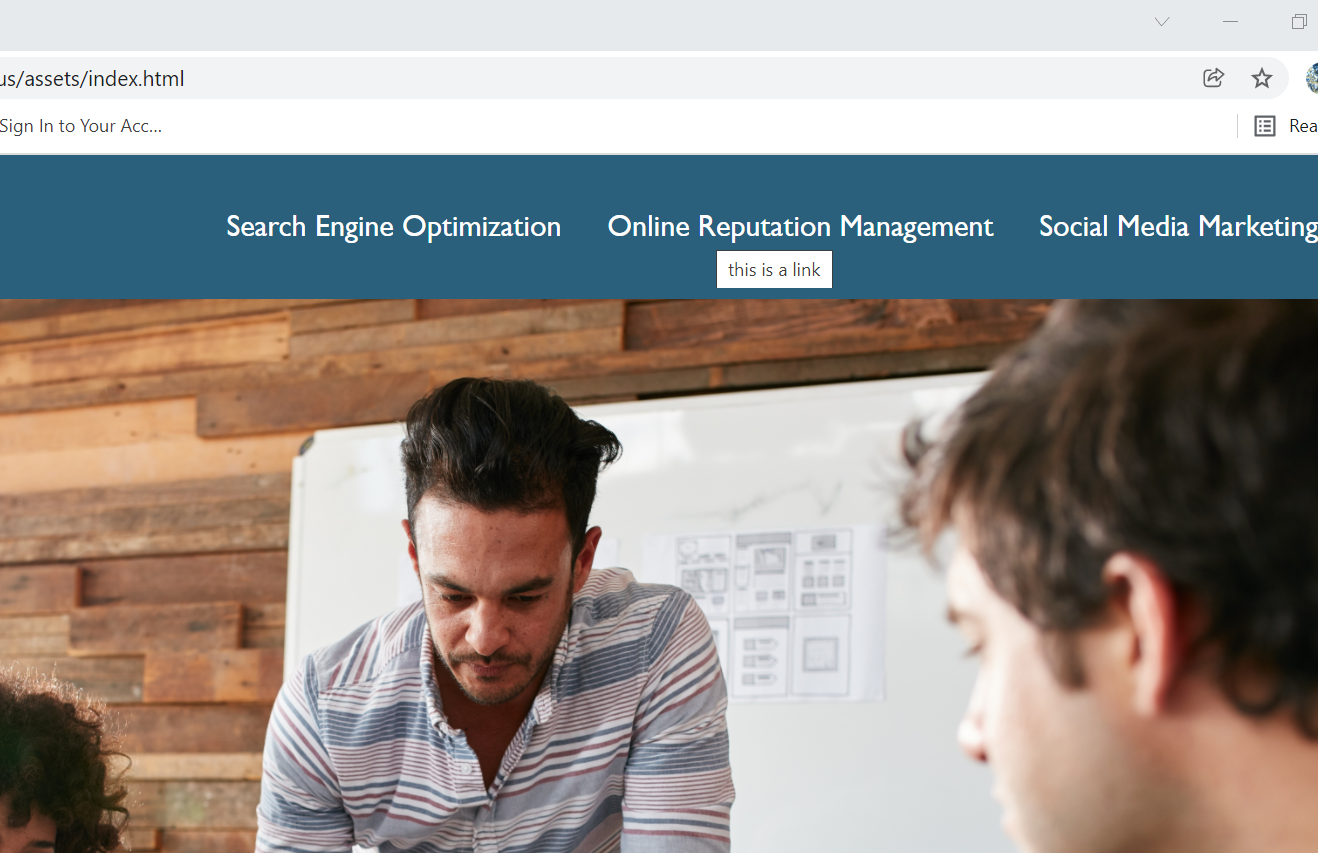 us/assets/index.html
Sign In to Your Acc...
Rea
Search Engine Optimization
Online Reputation Management
Social Media Marketing
this is a link